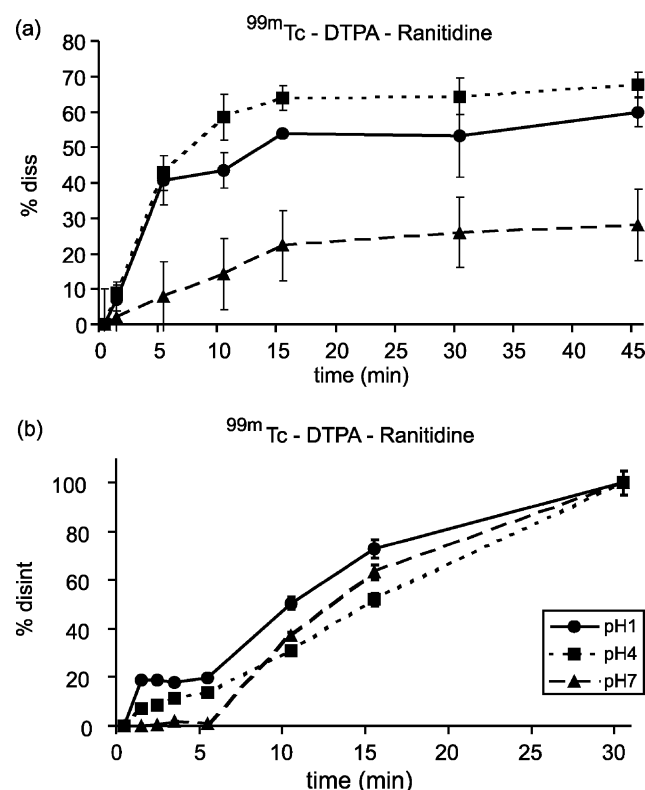 (a)
99mTc - DTPA - Ranitidine
80
70
60
50
40
30
20
10
0
% diss
0 5 10 15 20 25 30 35 40 45
time (min)
(b)
99mTc - DTPA - Ranitidine
100
80
60
40
20
0
% disint
pH1
pH4
pH7
0 5 10 15 20 25 30
time (min)